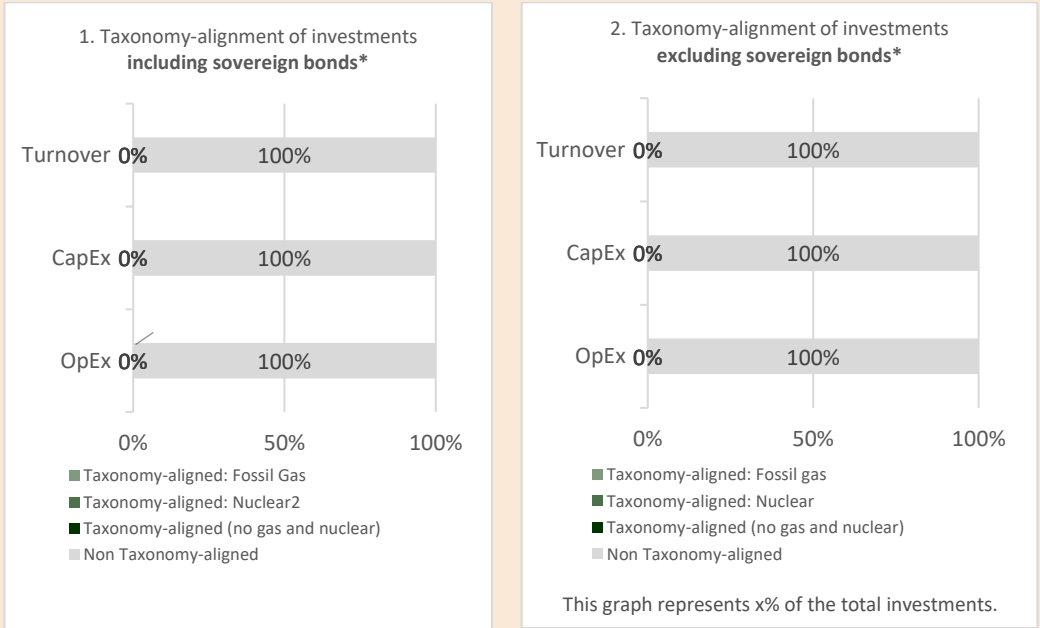 1. Taxonomy-alignment of investments
including sovereign bonds*
Turnover 0% 100%
CapEx 0% 100%
OpEx 0% 100%
0% 50% 100%
Taxonomy-aligned: Fossil Gas
Taxonomy-aligned: Nuclear2
Taxonomy-aligned (no gas and nuclear)
Non Taxonomy-aligned
2. Taxonomy-alignment of investments
excluding sovereign bonds*
Turnover 0% 100%
CapEx 0% 100%
OpEx 0% 100%
0% 50% 100%
Taxonomy-aligned: Fossil gas
Taxonomy-aligned: Nuclear
Taxonomy-aligned (no gas and nuclear)
Non Taxonomy-aligned
This graph represents x% of the total investments.